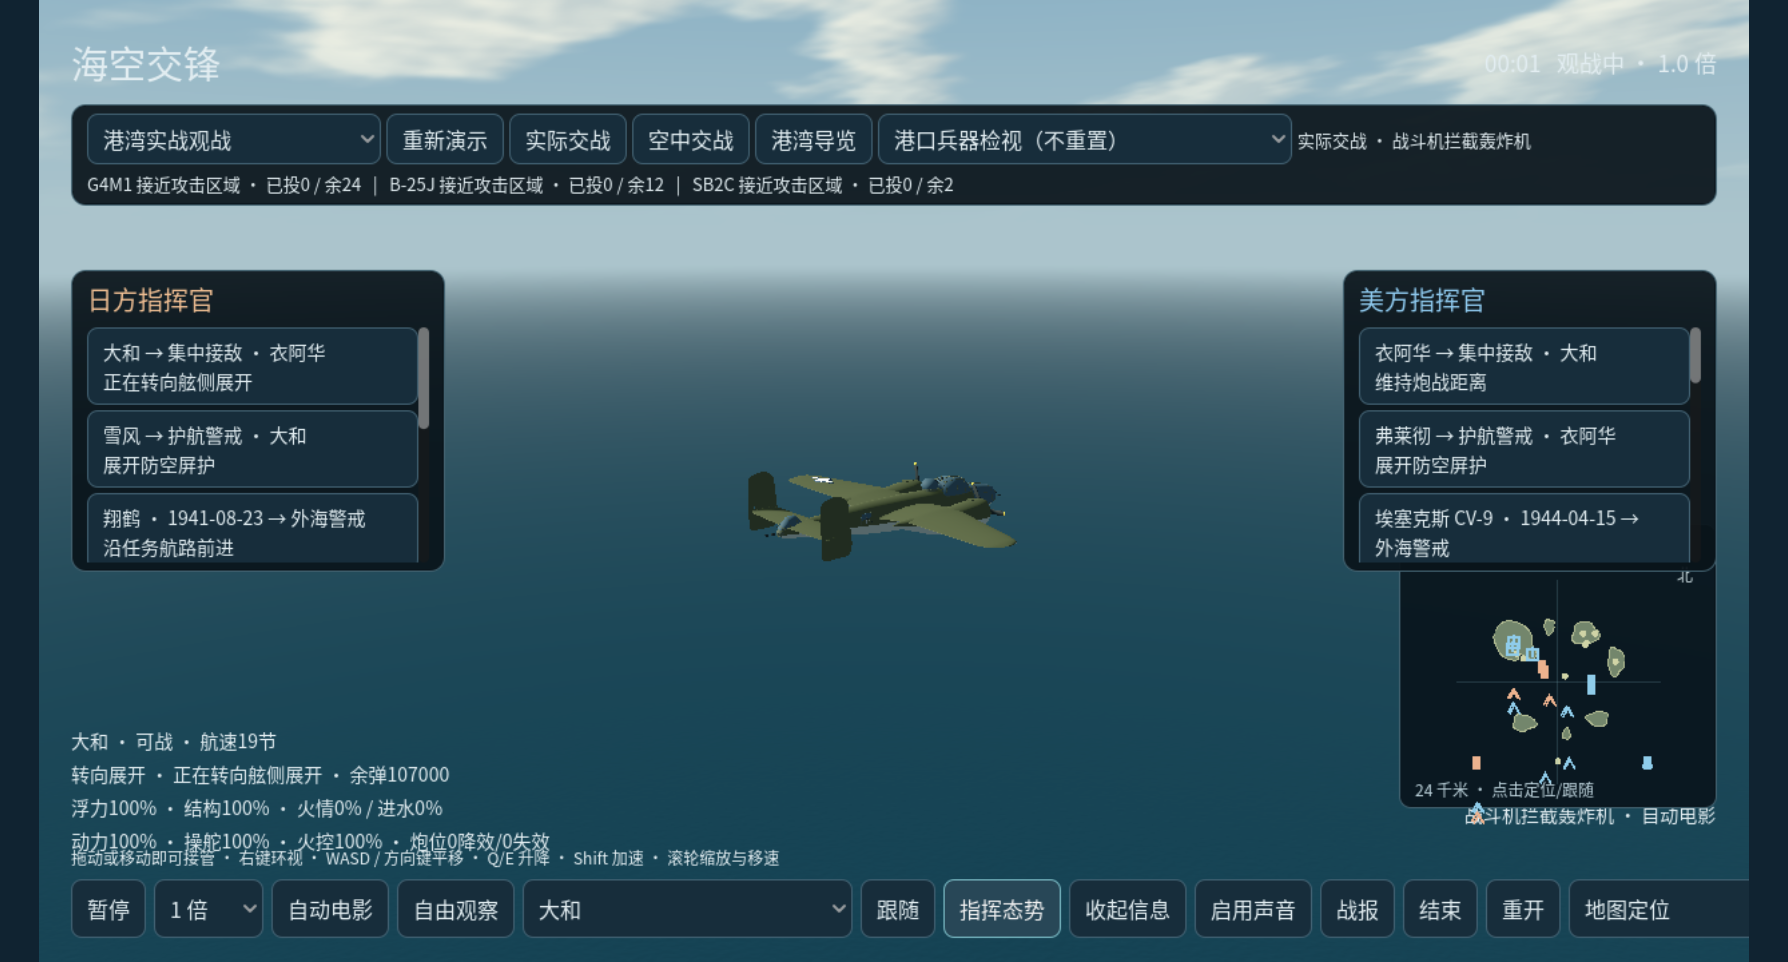 海空交锋
00:01 观战中 · 1.0 倍
港湾实战观战 重新演示 实际交战 空中交战 港湾导览 港口兵器检视（不重置） 实际交战 · 战斗机拦截轰炸机
G4M1 接近攻击区域 · 已投0 / 余24 | B-25J 接近攻击区域 · 已投0 / 余12 | SB2C 接近攻击区域 · 已投0 / 余2
日方指挥官
大和 → 集中接敌 · 衣阿华
正在转向舷侧展开
雪风 → 护航警戒 · 大和
展开防空屏护
翔鹤 · 1941-08-23 → 外海警戒
沿任务航路前进
美方指挥官
衣阿华 → 集中接敌 · 大和
维持炮战距离
弗莱彻 → 护航警戒 · 衣阿华
展开防空屏护
埃塞克斯 CV-9 · 1944-04-15 →
外海警戒
北
24 千米 · 点击定位/跟随
战斗机拦截轰炸机 · 自动电影
大和 · 可战 · 航速19节
转向展开 · 正在转向舷侧展开 · 余弹107000
浮力100% · 结构100% · 火情0% / 进水0%
动力100% · 操舵100% · 火控100% · 炮位0降效/0失效
拖动或移动即可接管 · 右键环视 · WASD / 方向键平移 · Q/E 升降 · Shift 加速 · 滚轮缩放与移速
暂停 1 倍 自动电影 自由观察 大和 跟随 指挥态势 收起信息 启用声音 战报 结束 重开 地图定位